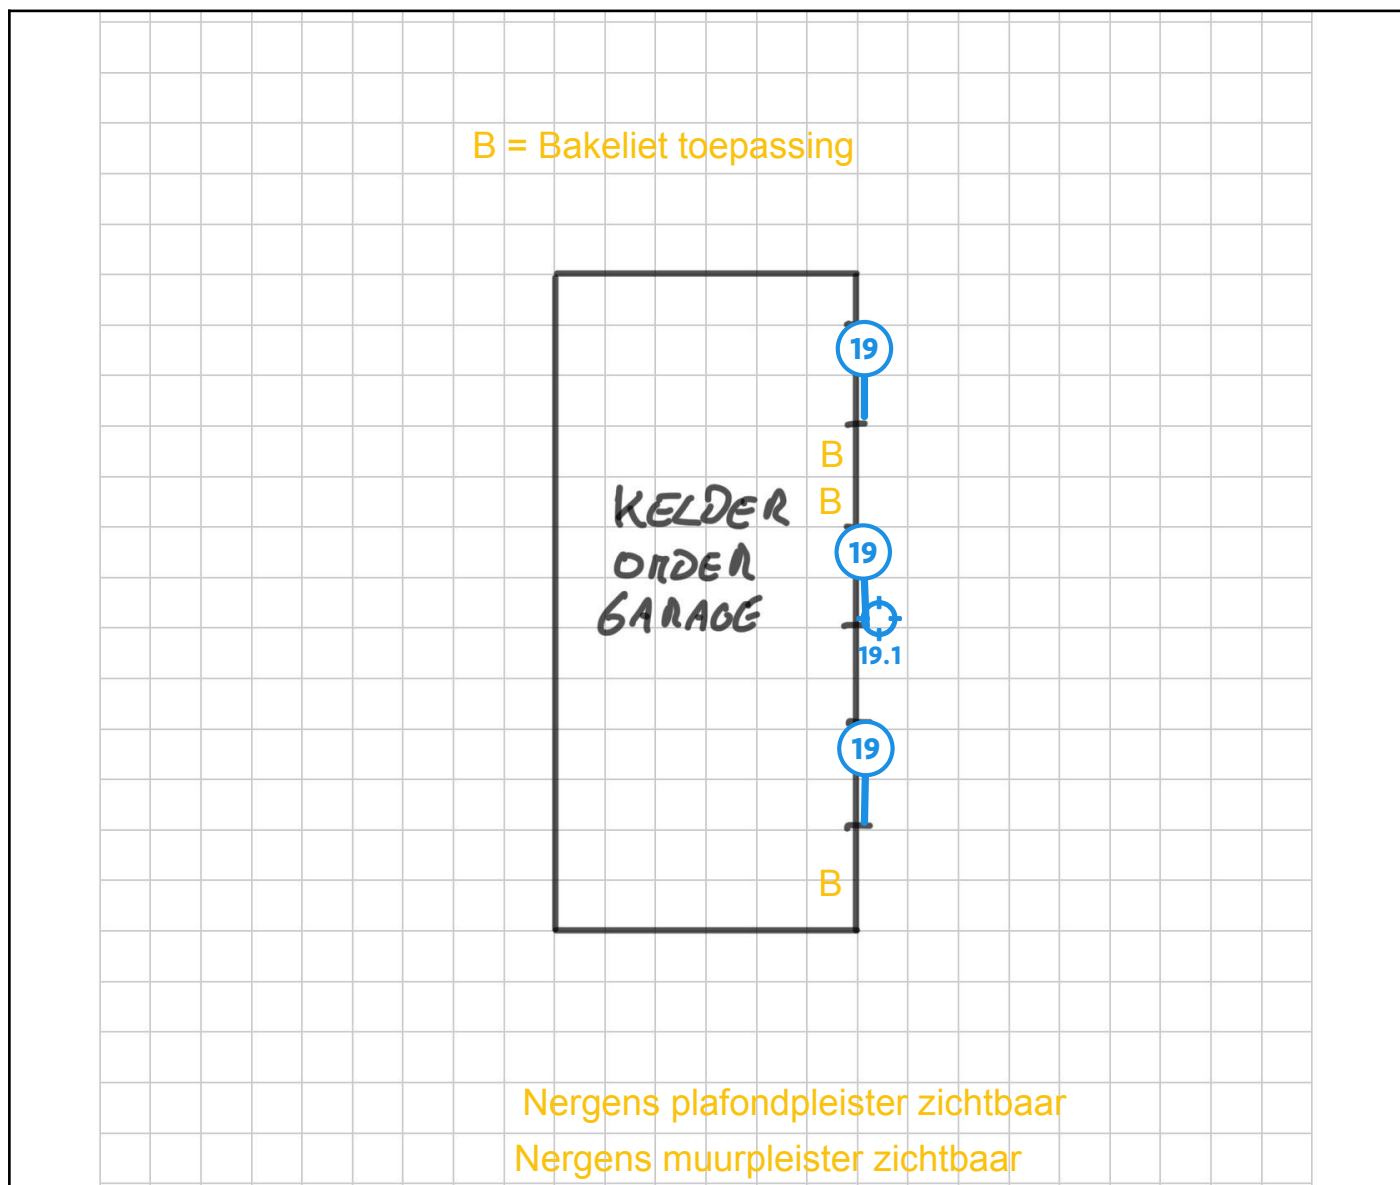 B = Bakeliet toepassing
19
B
B
KELDER
19
ONDER
GARAGE
19.1
19
B
Nergens plafondpleister zichtbaar
Nergens muurpleister zichtbaar